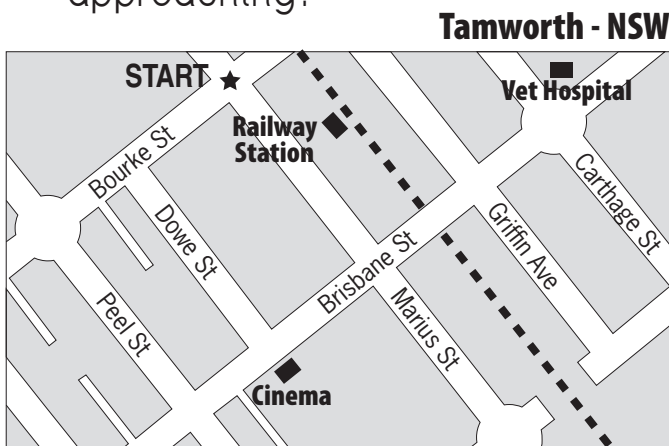 approaching?
Tamworth - NSW
START
Vet Hospital
Railway
Station
Bourke St
Carthage St
Dowe St
Griffin Ave
Brisbane St
Peel St
Marius St
Cinema